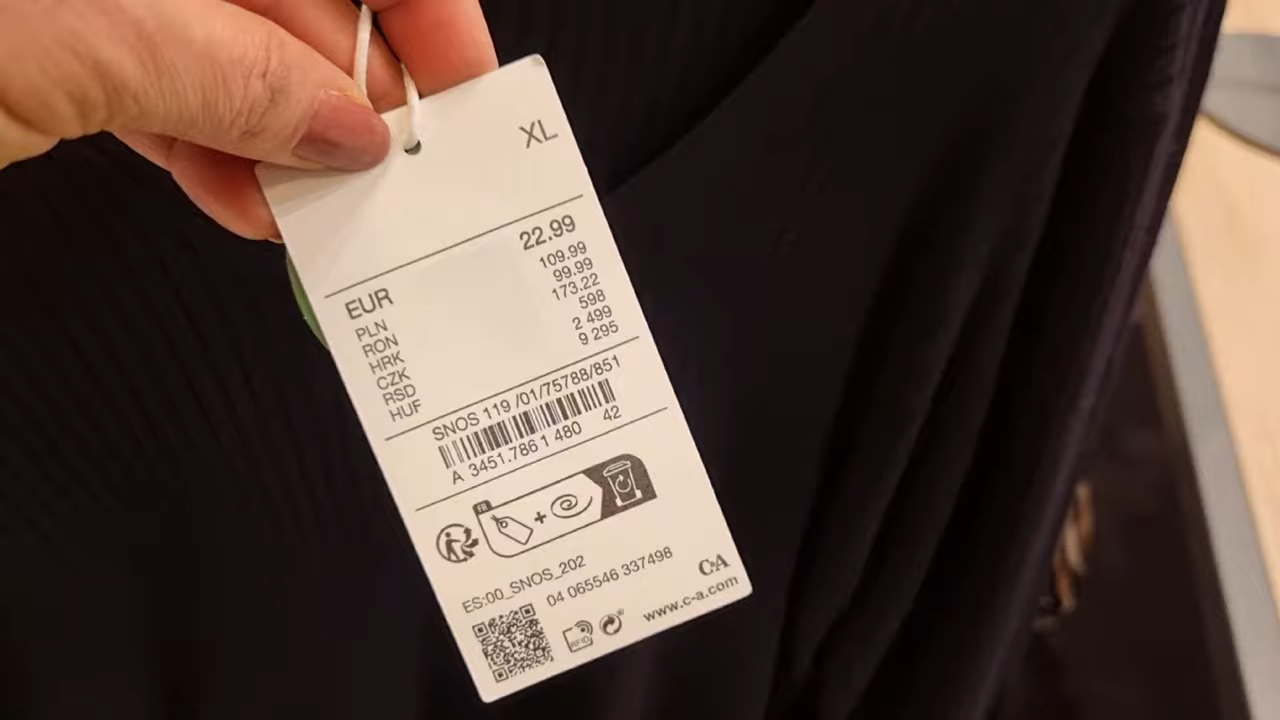 XL
EUR 22.99
PLN 109.99
RON 99.99
HRK 173.22
CZK 598
RSD 2 499
HUF 9 295
SNOS 119 /01/75788/851
A 3451.786 1 480 42
FR
+
ES:00_SNOS_202
04 065546 337498
C&A
RFID
www.c-a.com